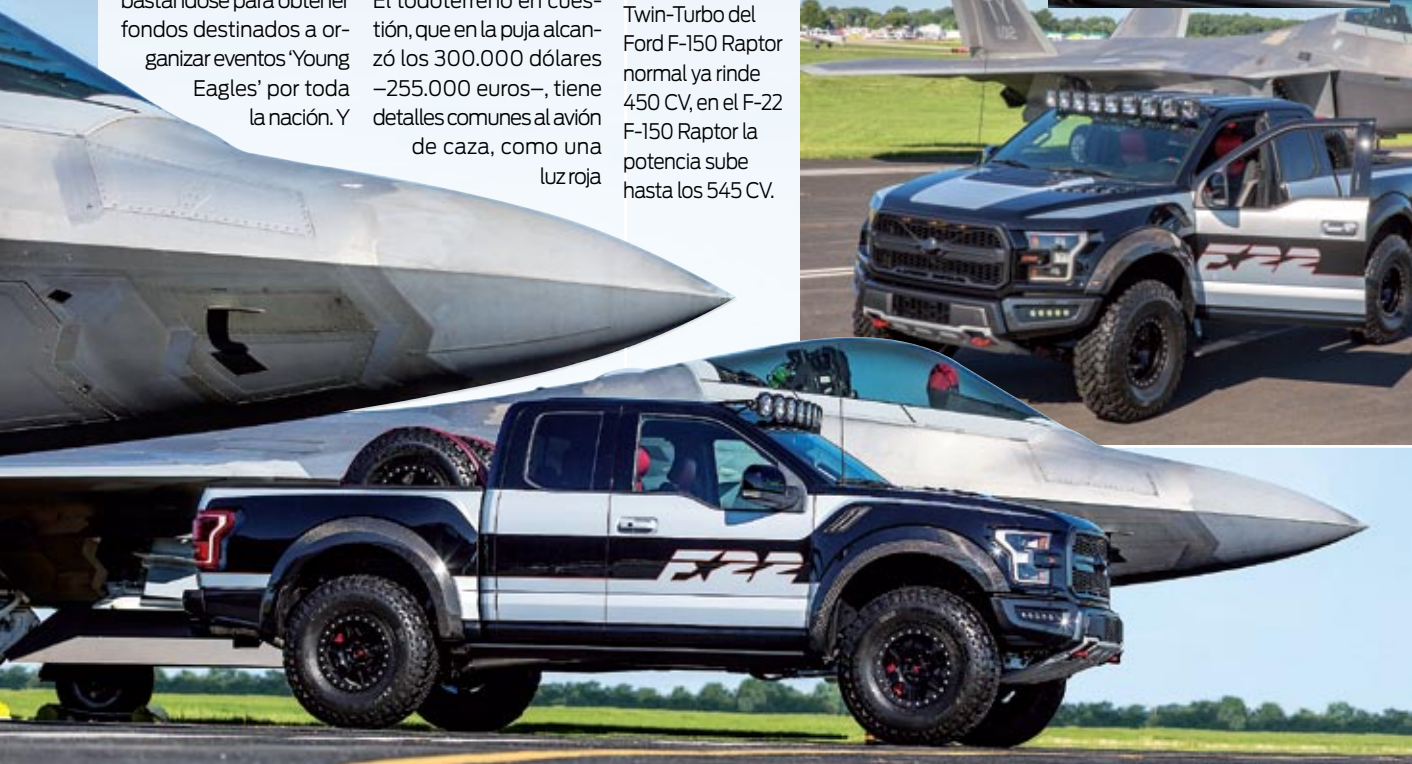 bastándose para obtener
fondos destinados a or-
ganizar eventos ‘Young
Eagles’ por toda
la nación. Y
El todoterreno en cues-
tión, que en la puja alcan-
zó los 300.000 dólares
–255.000 euros–, tiene
detalles comunes al avión
de caza, como una
luz roja
Twin-Turbo del
Ford F-150 Raptor
normal ya rinde
450 CV, en el F-22
F-150 Raptor la
potencia sube
hasta los 545 CV.
F22
F22